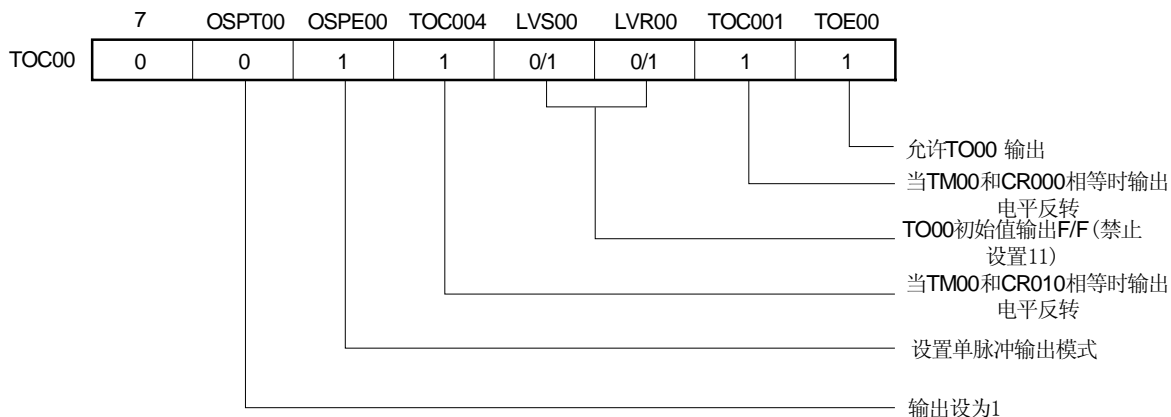 7 OSPT00 OSPE00 TOC004 LVS00 LVR00 TOC001 TOE00
TOC00 0 0 1 1 0/1 0/1 1 1
允许TO00 输出
当TM00和CR000相等时输出
电平反转
TO00初始值输出F/F(禁止
设置11)
当TM00和CR010相等时输出
电平反转
设置单脉冲输出模式
输出设为1